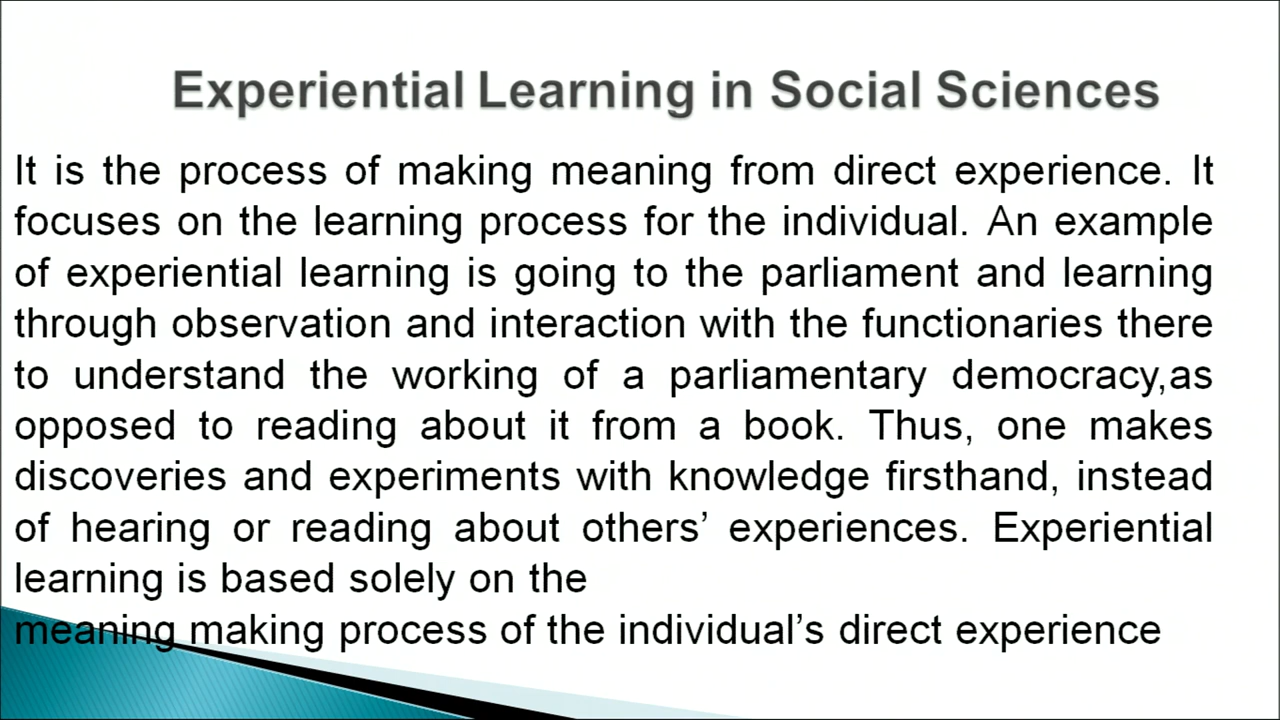 Experiential Learning in Social Sciences
It is the process of making meaning from direct experience. It
focuses on the learning process for the individual. An example
of experiential learning is going to the parliament and learning
through observation and interaction with the functionaries there
to understand the working of a parliamentary democracy,as
opposed to reading about it from a book. Thus, one makes
discoveries and experiments with knowledge firsthand, instead
of hearing or reading about others’ experiences. Experiential
learning is based solely on the
meaning making process of the individual’s direct experience